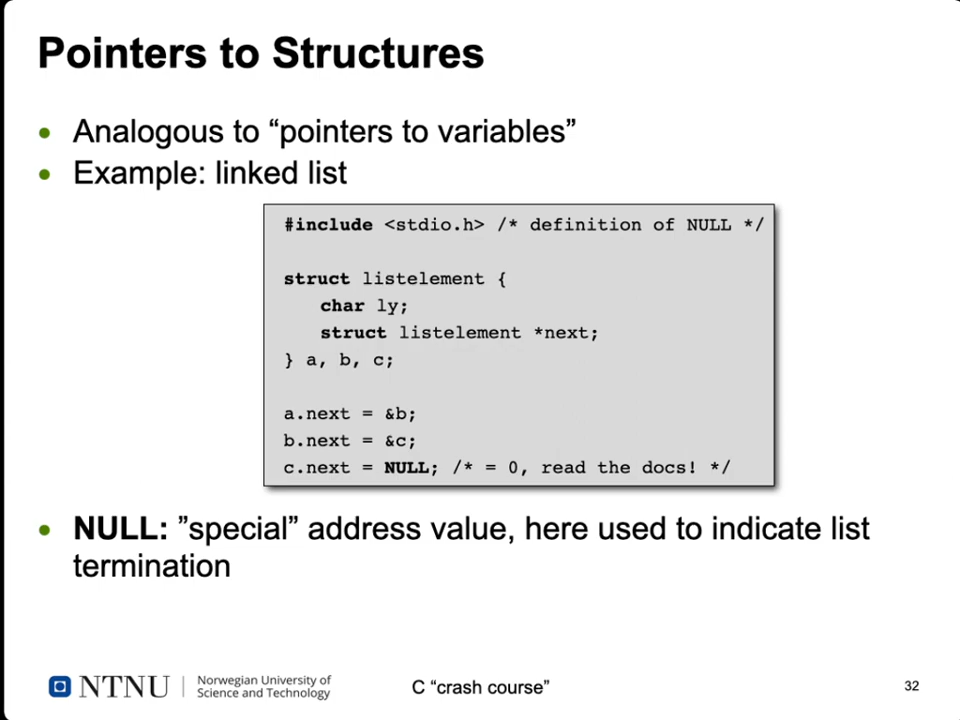 Pointers to Structures
• Analogous to “pointers to variables”
• Example: linked list
#include <stdio.h> /* definition of NULL */
struct listelement {
char ly;
struct listelement *next;
} a, b, c;
a.next = &b;
b.next = &c;
c.next = NULL; /* = 0, read the docs! */
• NULL: ”special” address value, here used to indicate list
termination
NTNU
Norwegian University of
Science and Technology
C “crash course”
32